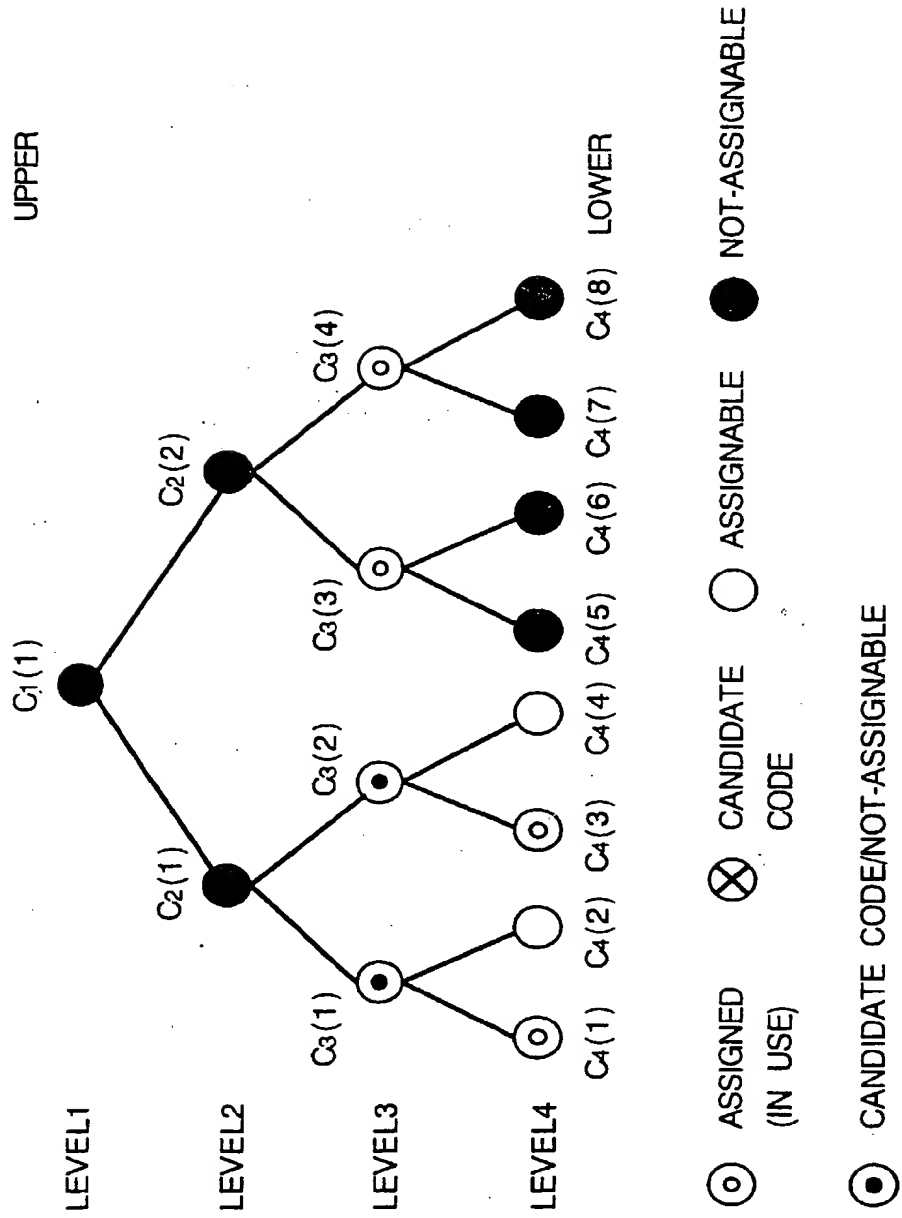 UPPER
LEVEL1
C1(1)
LEVEL2
C2(1)
C2(2)
LEVEL3
C3(1)
C3(2)
C3(3)
C3(4)
LEVEL4
C4(1) C4(2) C4(3) C4(4) C4(5) C4(6) C4(7) C4(8) LOWER
ASSIGNED
(IN USE)
CANDIDATE
CODE
ASSIGNABLE
NOT-ASSIGNABLE
CANDIDATE CODE/NOT-ASSIGNABLE